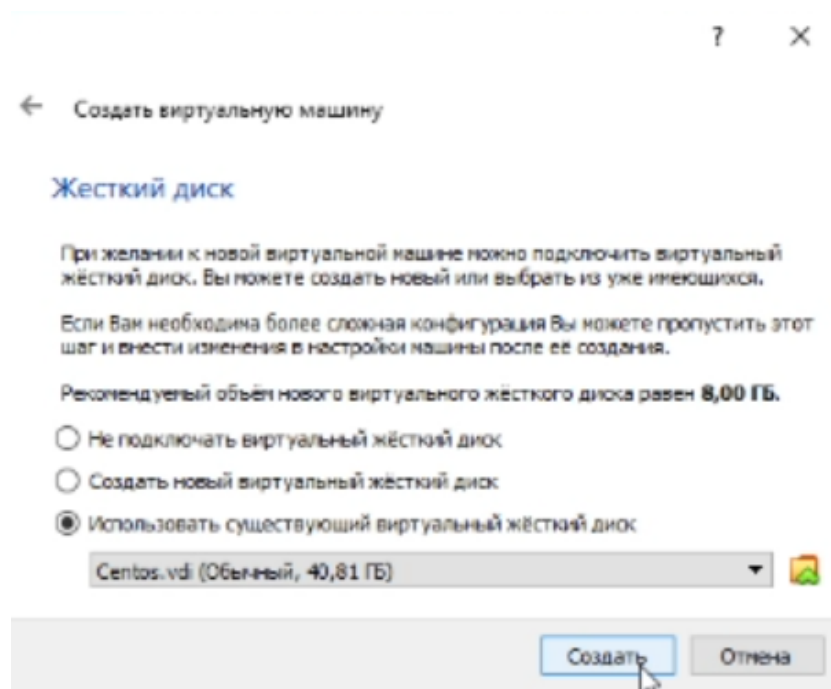 ?
Создать виртуальную машину
Жесткий диск
При желании к новой виртуальной машине можно подключить виртуальный
жёсткий диск. Вы можете создать новый или выбрать из уже имеющихся.
Если Вам необходима более сложная конфигурация Вы можете пропустить этот
шаг и внести изменения в настройки машины после её создания.
Рекомендуемый объём нового виртуального жёсткого диска равен 8,00 ГБ.
Не подключать виртуальный жёсткий диск
Создать новый виртуальный жёсткий диск
Использовать существующий виртуальный жёсткий диск
Centos.vdi (Обычный, 40,81 ГБ)
Создать Отмена